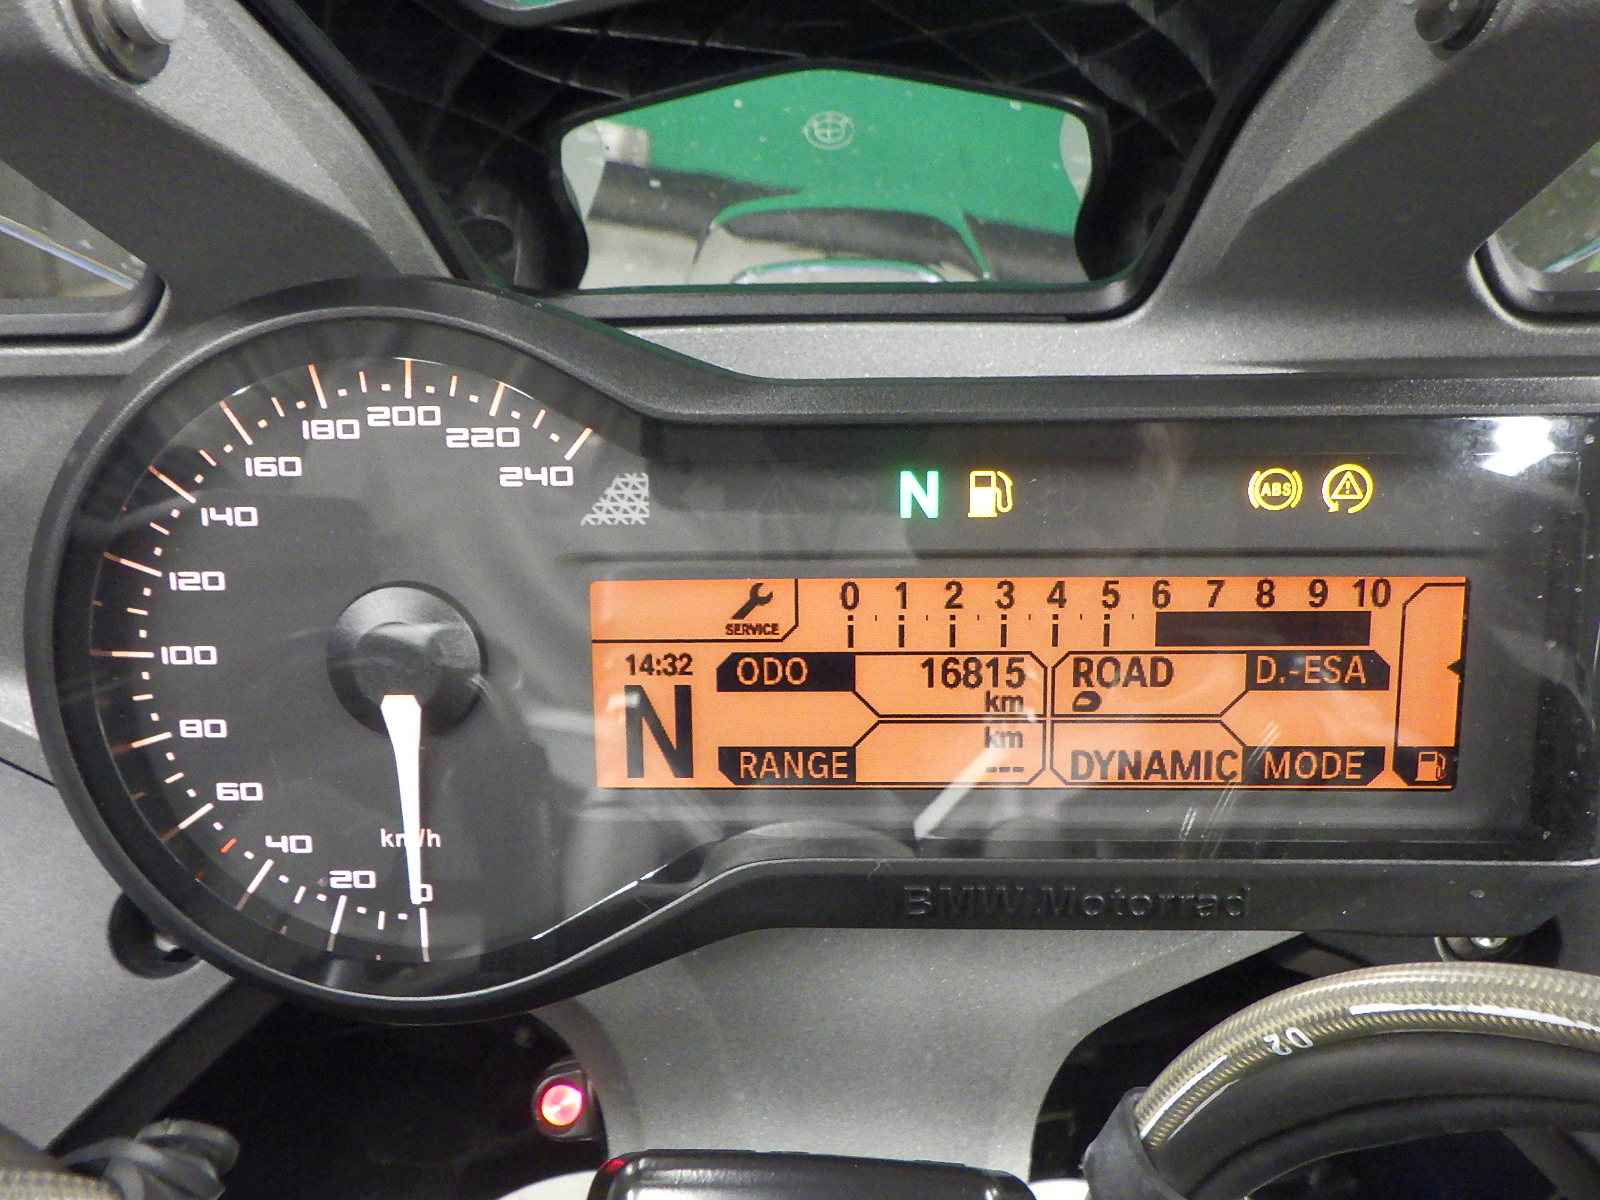 240
220
200
180
160
140
120
100
80
60
40
20
0
km/h
N
ABS
SERVICE
0 1 2 3 4 5 6 7 8 9 10
14:32
N
ODO 16815 km
ROAD D.-ESA
RANGE km ---
DYNAMIC MODE
BMW Motorrad
02